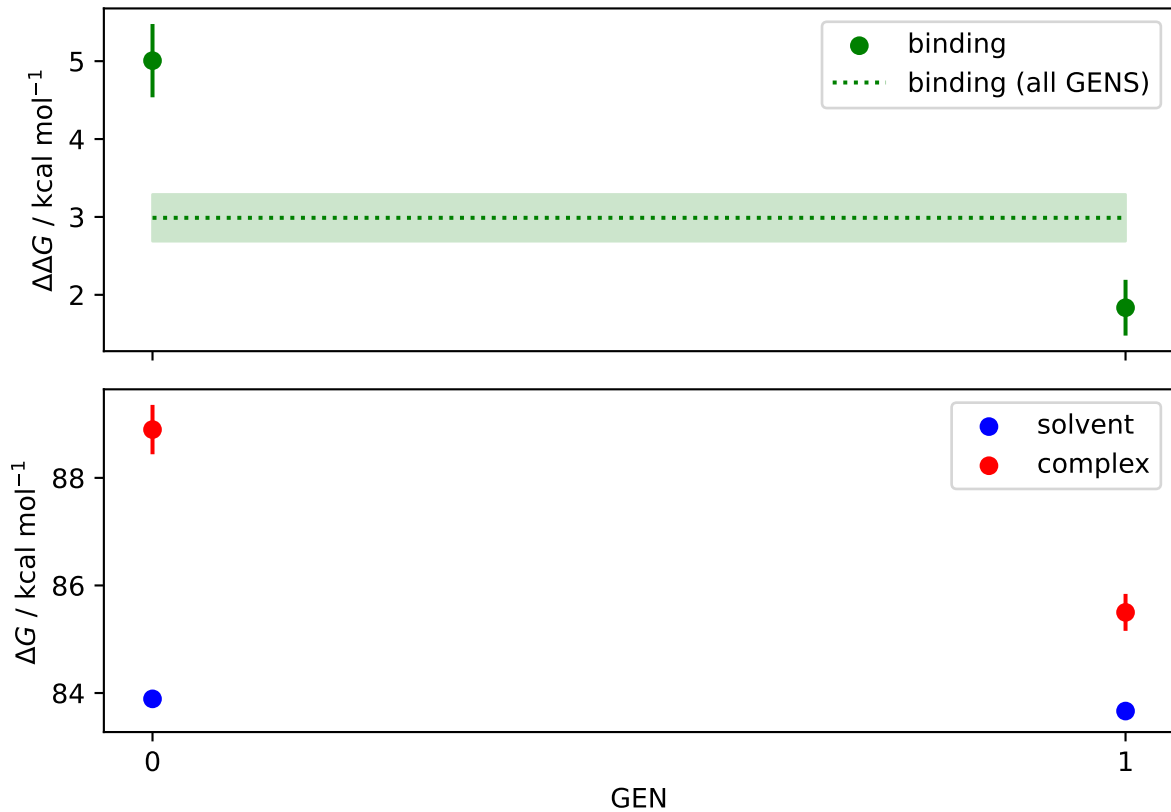 5
4
3
2
ΔΔG / kcal mol⁻¹
binding
binding (all GENS)
88
86
84
ΔG / kcal mol⁻¹
solvent
complex
0
1
GEN